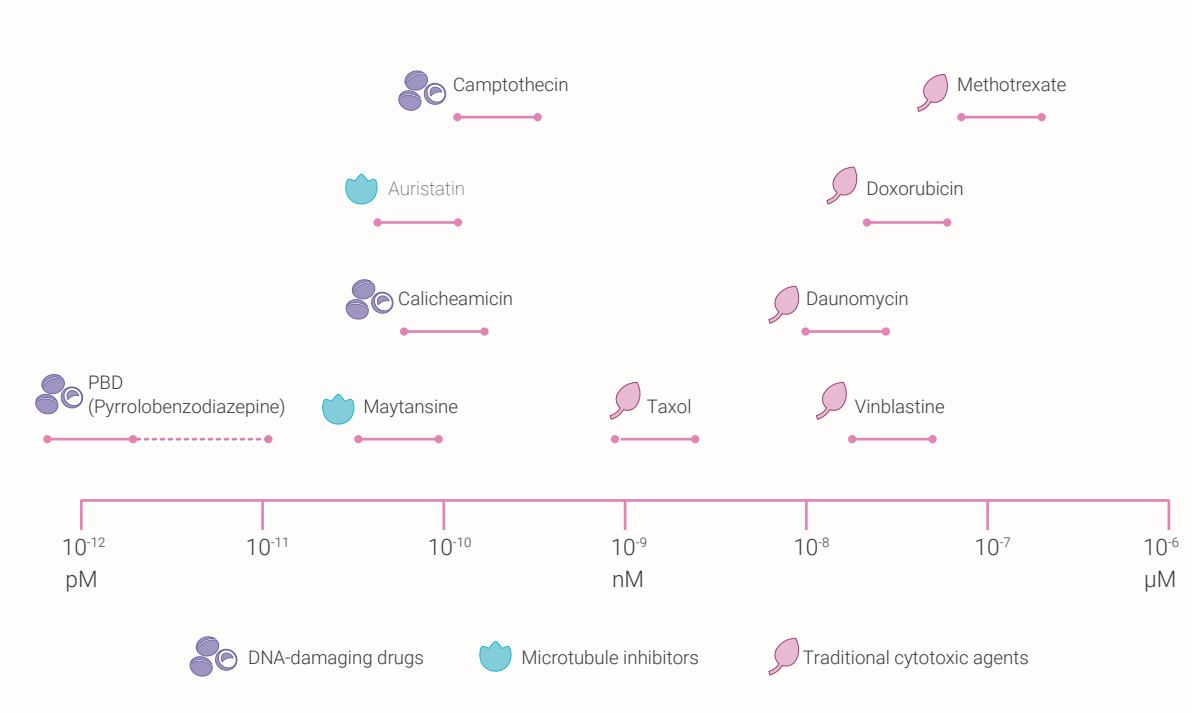 Camptothecin
Methotrexate
Auristatin
Doxorubicin
Calicheamicin
Daunomycin
PBD
(Pyrrolobenzodiazepine)
Maytansine
Taxol
Vinblastine
10⁻¹² 10⁻¹¹ 10⁻¹⁰ 10⁻⁹ 10⁻⁸ 10⁻⁷ 10⁻⁶
pM nM µM
DNA-damaging drugs
Microtubule inhibitors
Traditional cytotoxic agents